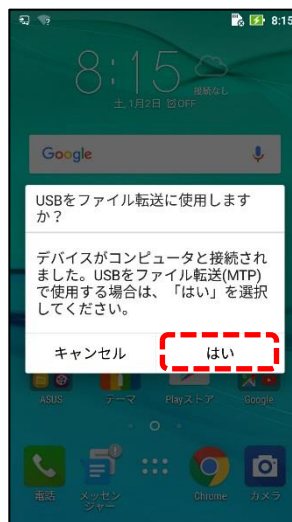 8:15
8:15
接続なし
土, 1月2日 OFF
Google
USBをファイル転送に使用します
か？
デバイスがコンピュータと接続され
ました。USBをファイル転送(MTP)
で使用する場合は、「はい」を選択
してください。
キャンセル はい
ASUS テーマ Playストア Google
電話 メッセン
ジャー Chrome カメラ